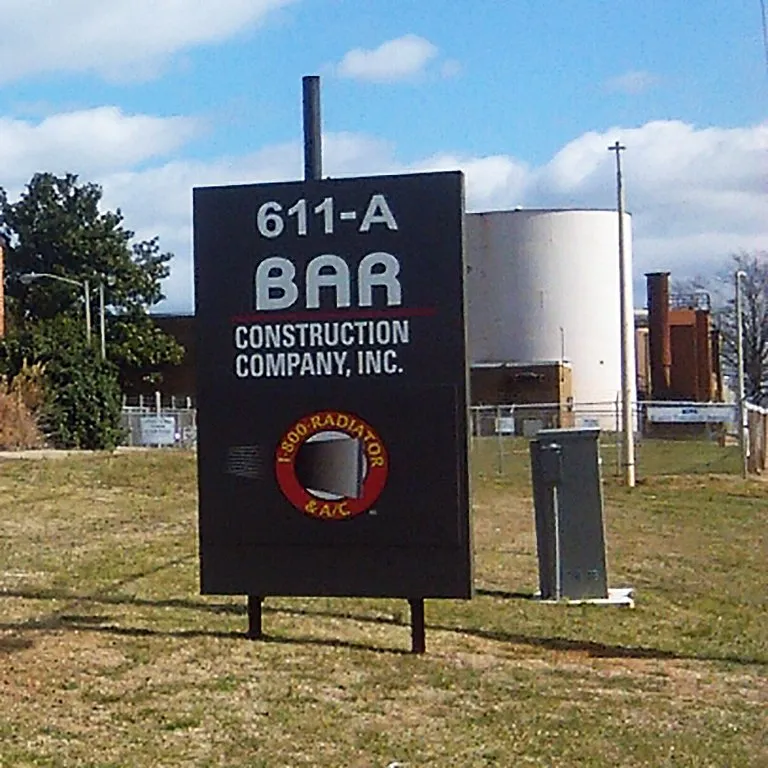 611-A
BAR
CONSTRUCTION
COMPANY, INC.
1-800-RADIATOR
& A/C